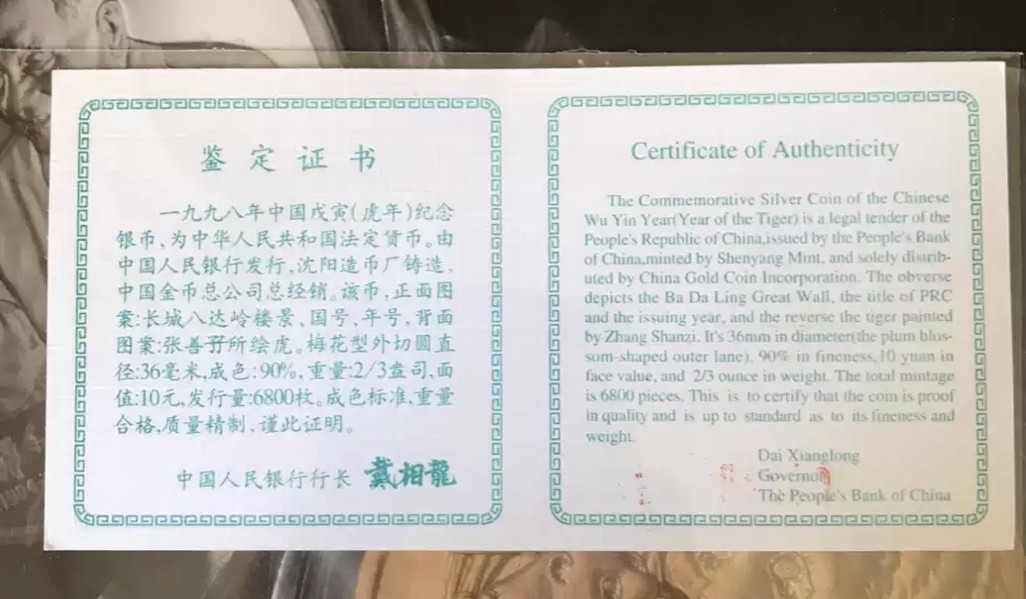 鉴定证书
一九九八年中国戊寅(虎年)纪念
银币,为中华人民共和国法定货币。由
中国人民银行发行,沈阳造币厂铸造,
中国金币总公司总经销。该币,正面图
案:长城八达岭楼景、国号、年号,背面
图案:张善孖所绘虎。梅花型外切圆直
径:36毫米,成色:90%,重量:2/3盎司,面
值:10元,发行量:6800枚。成色标准,重量
合格,质量精制,谨此证明。
中国人民银行行长 戴相龍
Certificate of Authenticity
The Commemorative Silver Coin of the Chinese
Wu Yin Year(Year of the Tiger) is a legal tender of the
People's Republic of China,issued by the People's Bank
of China,minted by Shenyang Mint, and solely distrib-
uted by China Gold Coin Incorporation. The obverse
depicts the Ba Da Ling Great Wall, the title of PRC
and the issuing year, and the reverse the tiger painted
by Zhang Shanzi. It's 36mm in diameter(the plum blos-
som-shaped outer lane), 90% in fineness,10 yuan in
face value, and 2/3 ounce in weight. The total mintage
is 6800 pieces. This is to certify that the coin is proof
in quality and is up to standard as to its fineness and
weight.
Dai Xianglong
Governor
The People's Bank of China